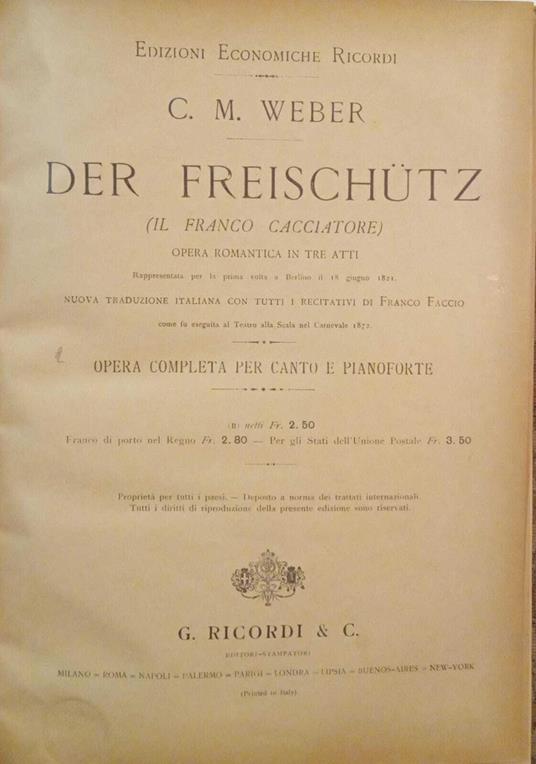 EDIZIONI ECONOMICHE RICORDI
C. M. WEBER
DER FREISCHÜTZ
(IL FRANCO CACCIATORE)
OPERA ROMANTICA IN TRE ATTI
Rappresentata per la prima volta a Berlino il 18 giugno 1821.
NUOVA TRADUZIONE ITALIANA CON TUTTI I RECITATIVI DI FRANCO FACCIO
come fu eseguita al Teatro alla Scala nel Carnevale 1872.
OPERA COMPLETA PER CANTO E PIANOFORTE
(B) netti Fr. 2.50
Franco di porto nel Regno Fr. 2.80 — Per gli Stati dell'Unione Postale Fr. 3.50
Proprietà per tutti i paesi. — Deposto a norma dei trattati internazionali.
Tutti i diritti di riproduzione della presente edizione sono riservati.
G. RICORDI & C.
EDITORI-STAMPATORI
MILANO = ROMA = NAPOLI = PALERMO = PARIGI = LONDRA = LIPSIA = BUENOS-AIRES = NEW-YORK
(Printed in Italy)